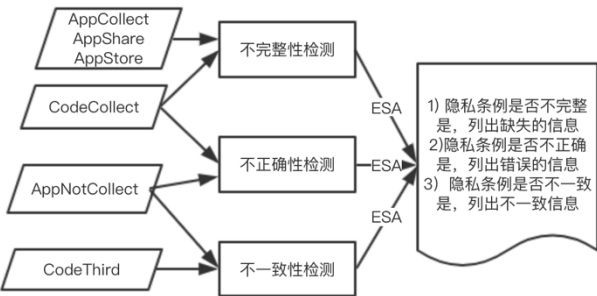 AppCollect
AppShare
AppStore
不完整性检测
CodeCollect
ESA
1) 隐私条例是否不完整
是，列出缺失的信息
2)隐私条例是否不正确
是，列出错误的信息
3) 隐私条例是否不一致
是，列出不一致信息
不正确性检测
ESA
AppNotCollect
ESA
CodeThird
不一致性检测